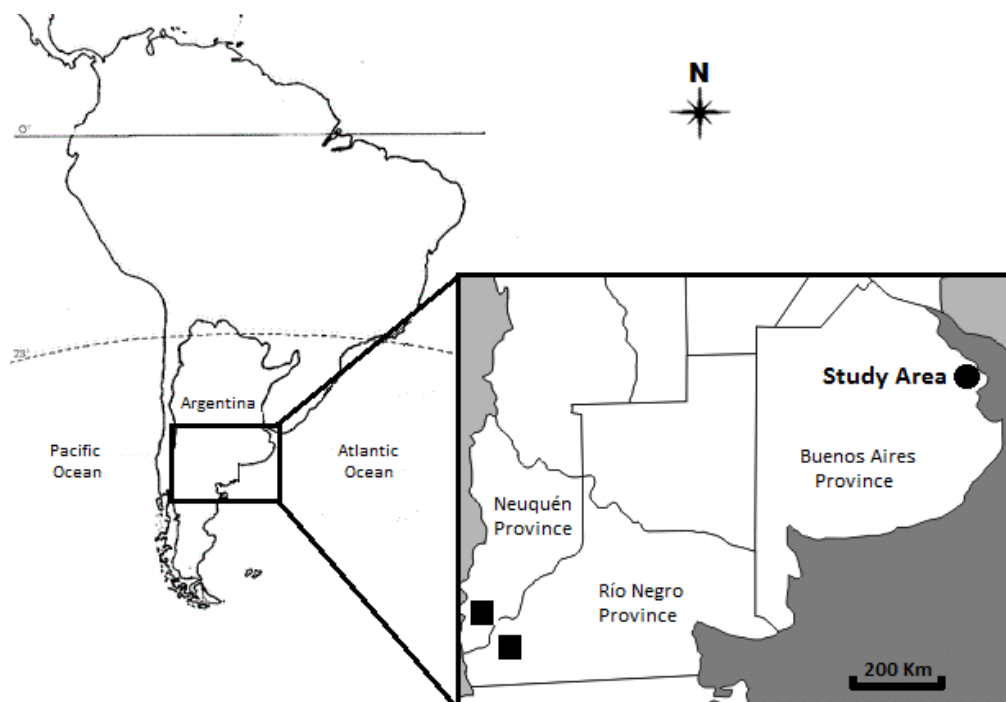 N
0°
23°
Argentina
Pacific
Ocean
Atlantic
Ocean
Study Area
Buenos Aires
Province
Neuquén
Province
Río Negro
Province
200 Km